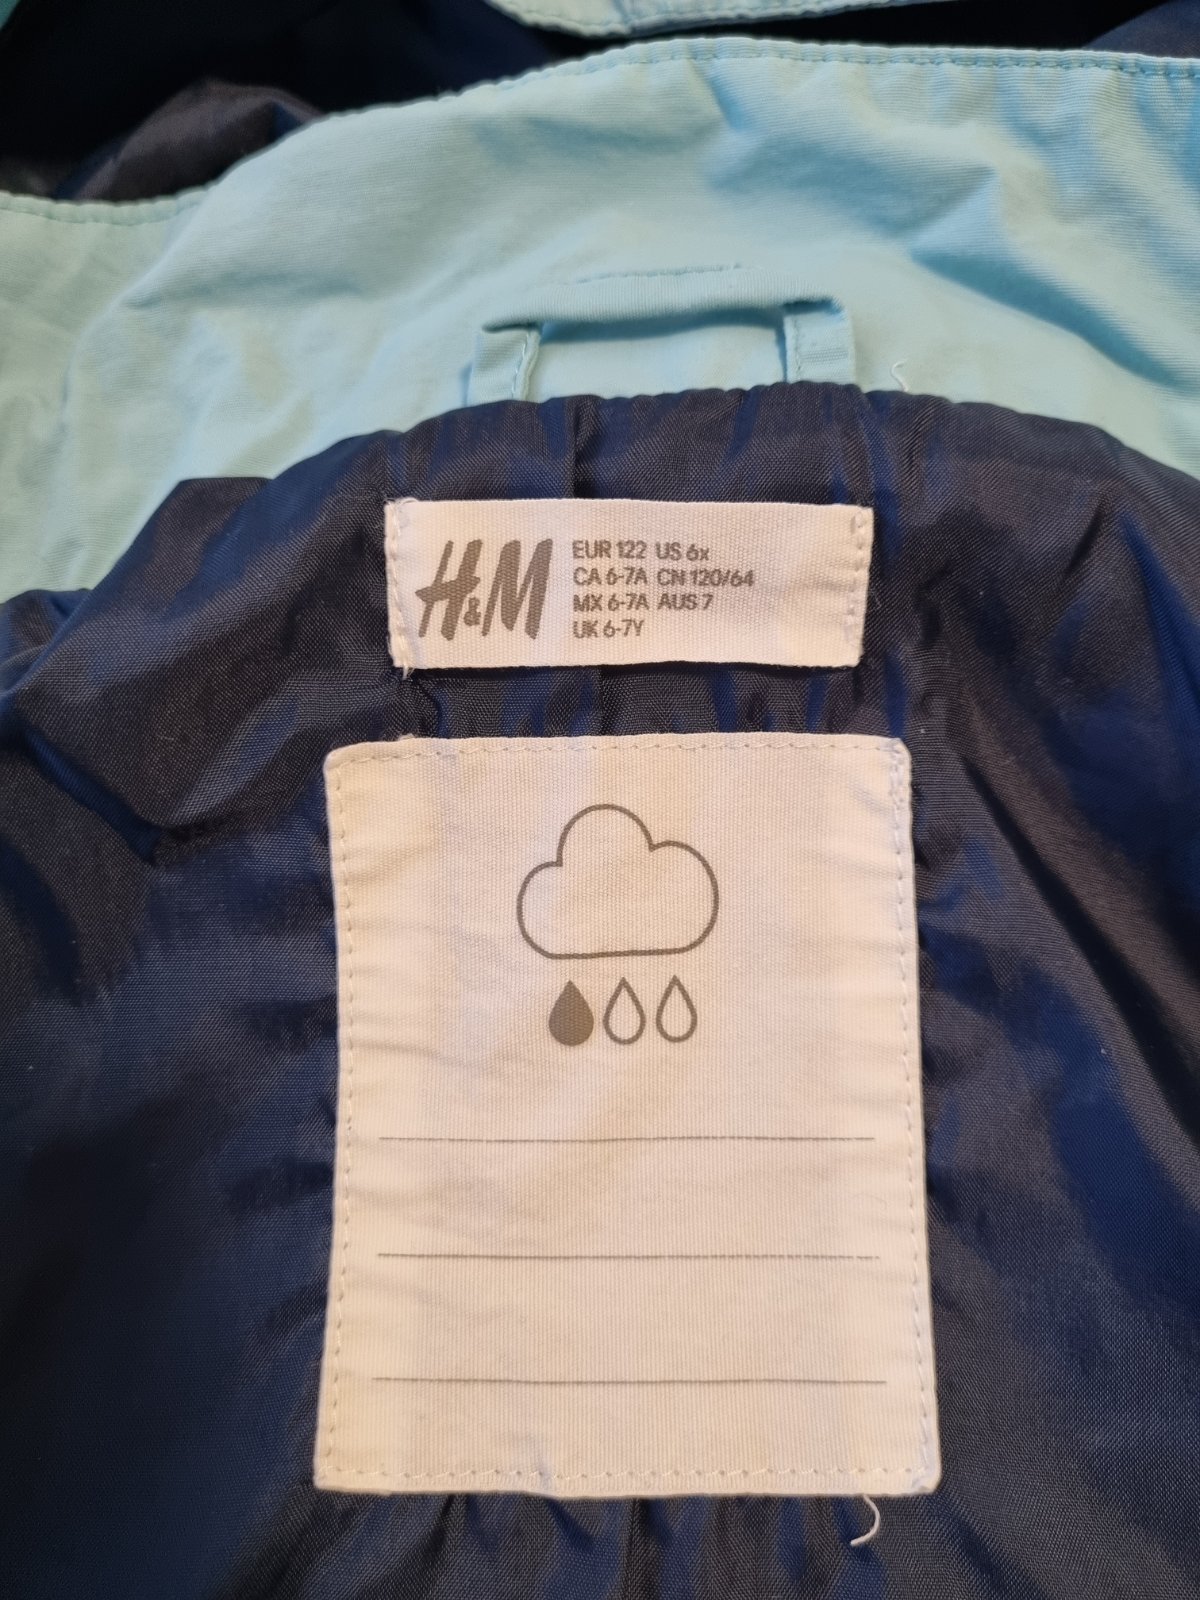 H&M
EUR 122 US 6x
CA 6-7A CN 120/64
MX 6-7A AUS 7
UK 6-7Y